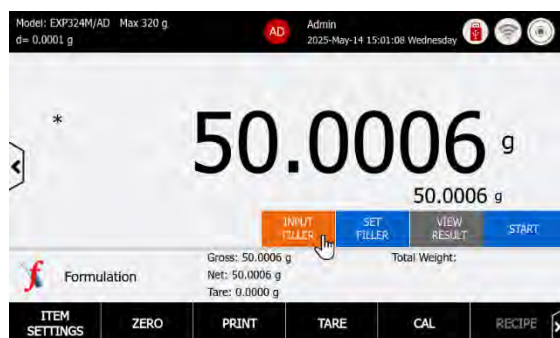 Model: EXP324M/AD Max 320 g
d= 0.0001 g
AD
Admin
2025-May-14 15:01:08 Wednesday
*
50.0006 g
50.0006 g
INPUT
FILLER
SET
FILLER
VIEW
RESULT
START
f
Formulation
Gross: 50.0006 g
Net: 50.0006 g
Tare: 0.0000 g
Total Weight:
ITEM
SETTINGS
ZERO
PRINT
TARE
CAL
RECIPE